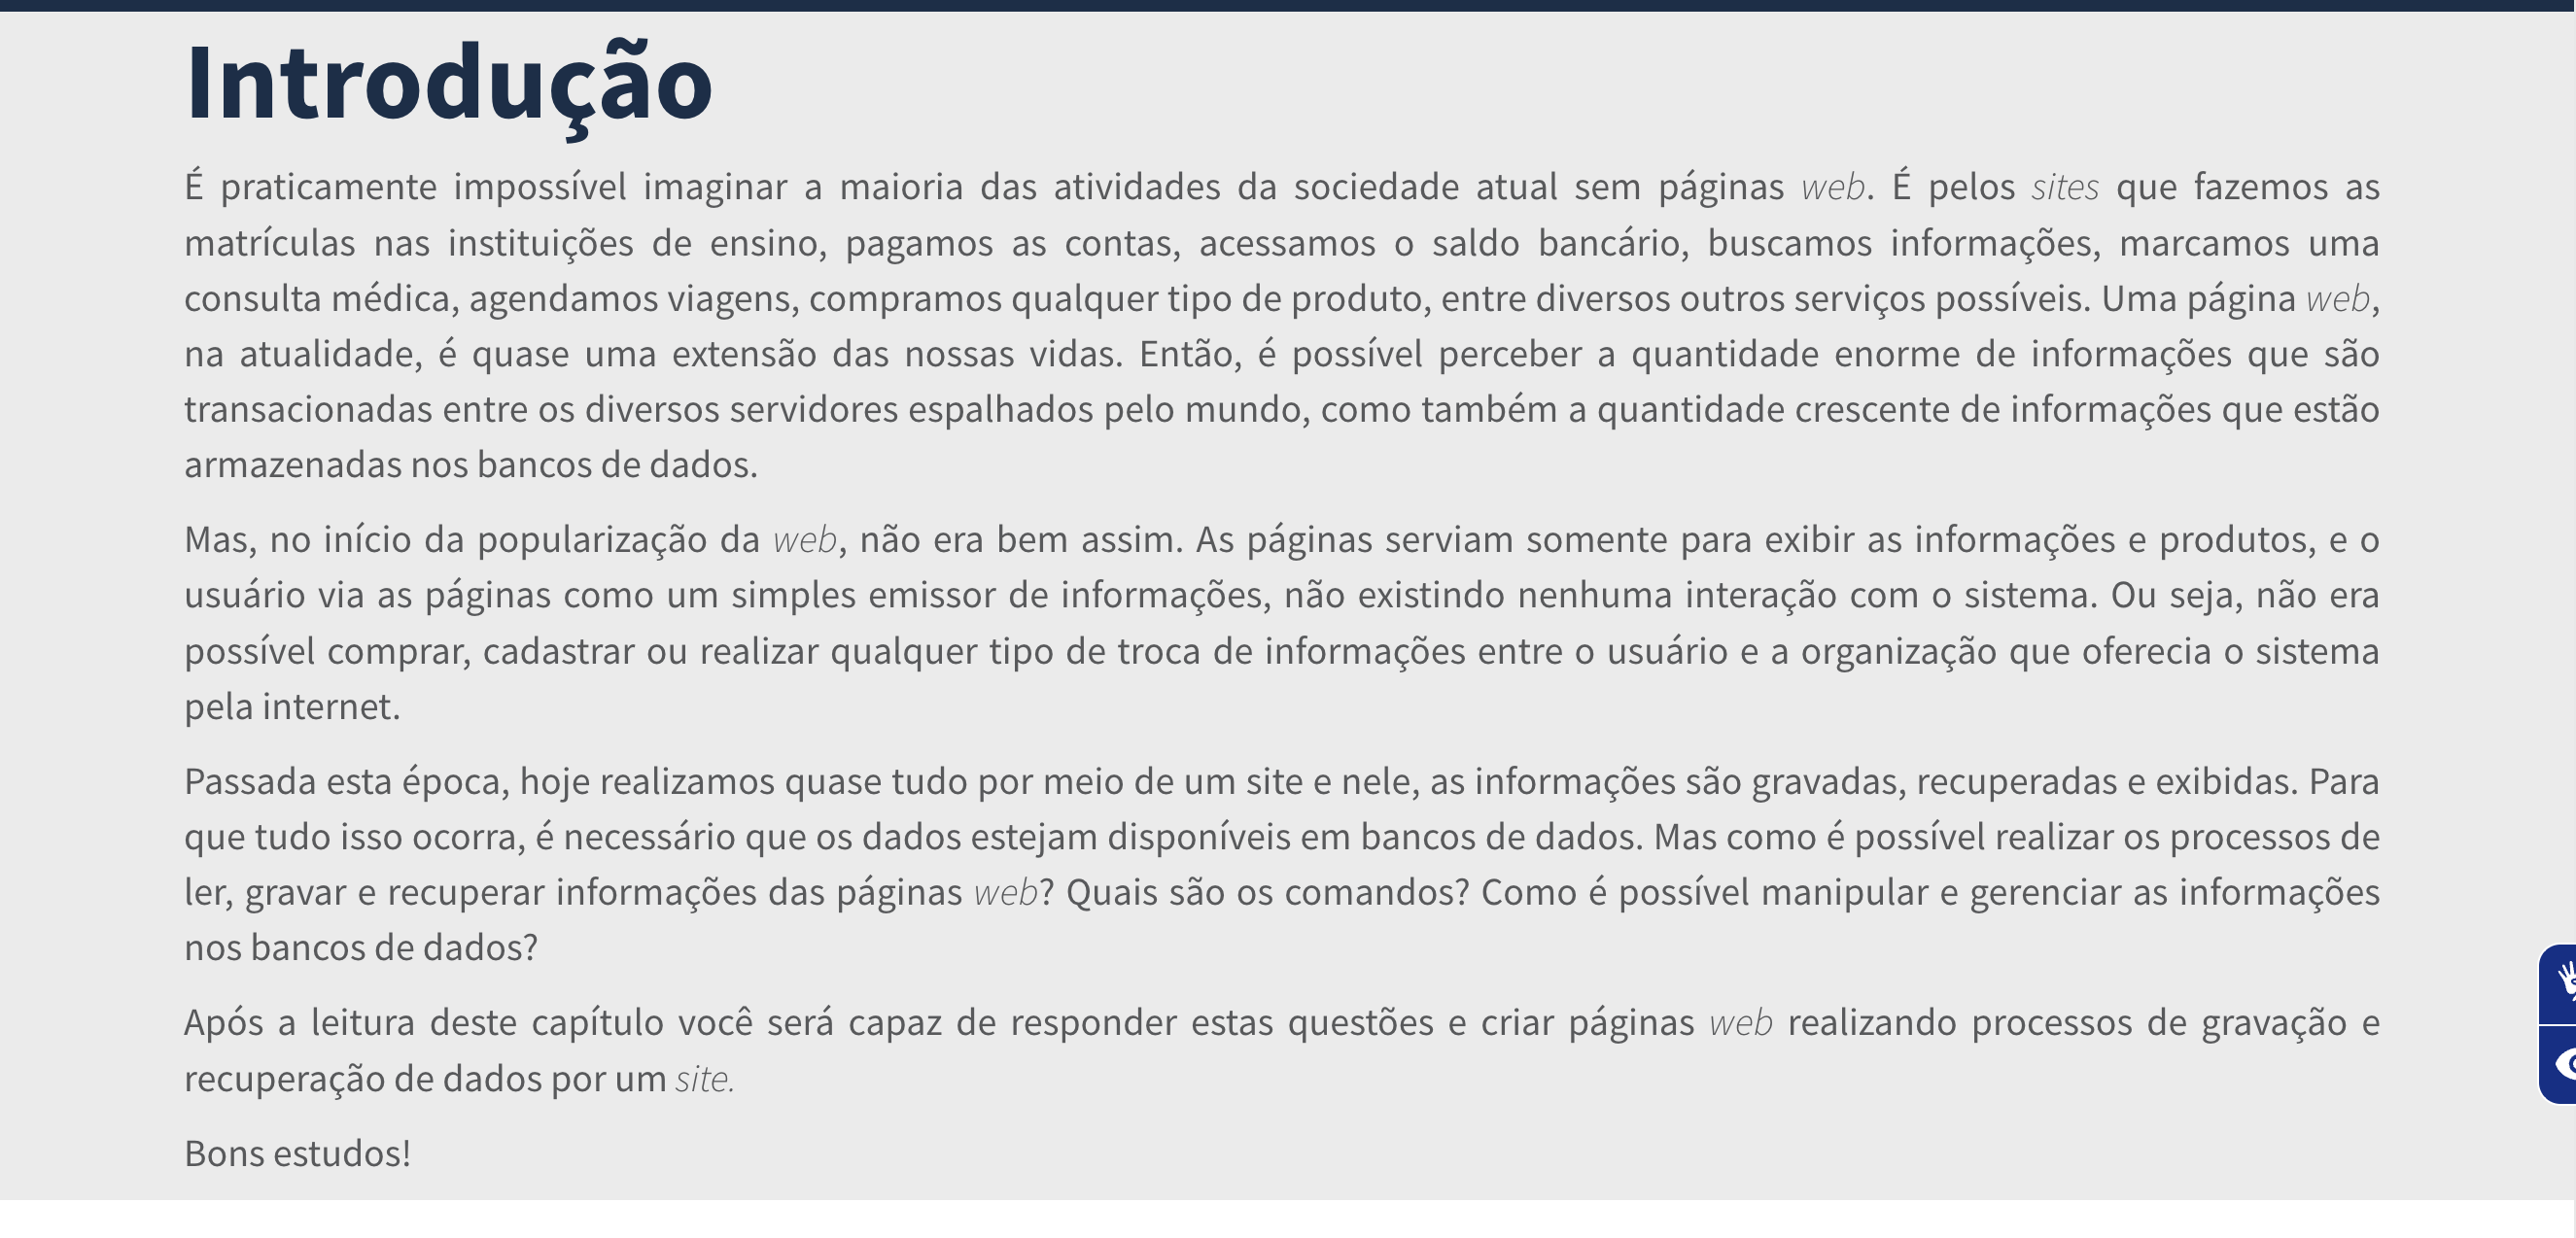 Introdução
É praticamente impossível imaginar a maioria das atividades da sociedade atual sem páginas web. É pelos sites que fazemos as
matrículas nas instituições de ensino, pagamos as contas, acessamos o saldo bancário, buscamos informações, marcamos uma
consulta médica, agendamos viagens, compramos qualquer tipo de produto, entre diversos outros serviços possíveis. Uma página web,
na atualidade, é quase uma extensão das nossas vidas. Então, é possível perceber a quantidade enorme de informações que são
transacionadas entre os diversos servidores espalhados pelo mundo, como também a quantidade crescente de informações que estão
armazenadas nos bancos de dados.
Mas, no início da popularização da web, não era bem assim. As páginas serviam somente para exibir as informações e produtos, e o
usuário via as páginas como um simples emissor de informações, não existindo nenhuma interação com o sistema. Ou seja, não era
possível comprar, cadastrar ou realizar qualquer tipo de troca de informações entre o usuário e a organização que oferecia o sistema
pela internet.
Passada esta época, hoje realizamos quase tudo por meio de um site e nele, as informações são gravadas, recuperadas e exibidas. Para
que tudo isso ocorra, é necessário que os dados estejam disponíveis em bancos de dados. Mas como é possível realizar os processos de
ler, gravar e recuperar informações das páginas web? Quais são os comandos? Como é possível manipular e gerenciar as informações
nos bancos de dados?
Após a leitura deste capítulo você será capaz de responder estas questões e criar páginas web realizando processos de gravação e
recuperação de dados por um site.
Bons estudos!